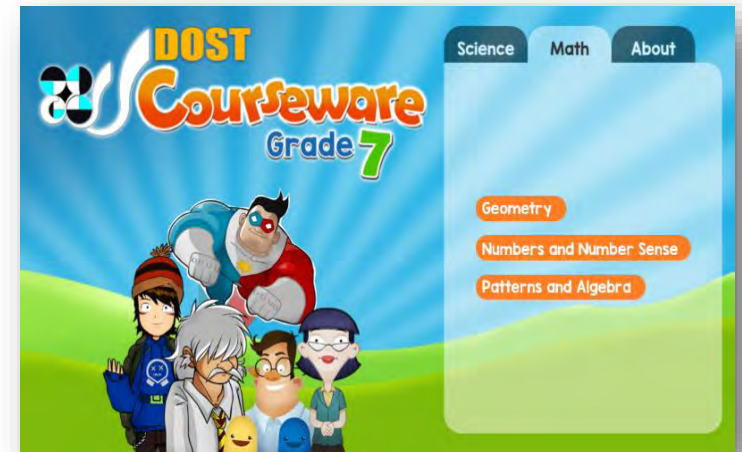 DOST
Courseware
Grade 7
Science Math About
Geometry
Numbers and Number Sense
Patterns and Algebra